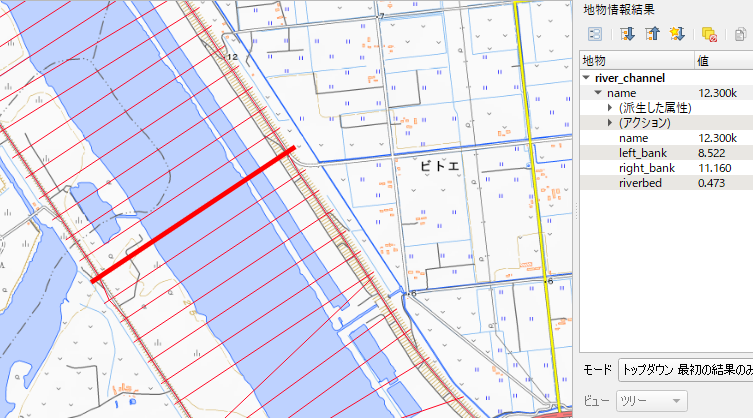 地物情報結果
地物 値
river_channel
name 12.300k
(派生した属性)
(アクション)
name 12.300k
left_bank 8.522
right_bank 11.160
riverbed 0.473
モード トップダウン 最初の結果のみ
ビュー ツリー
7
12
ビトエ
6
6